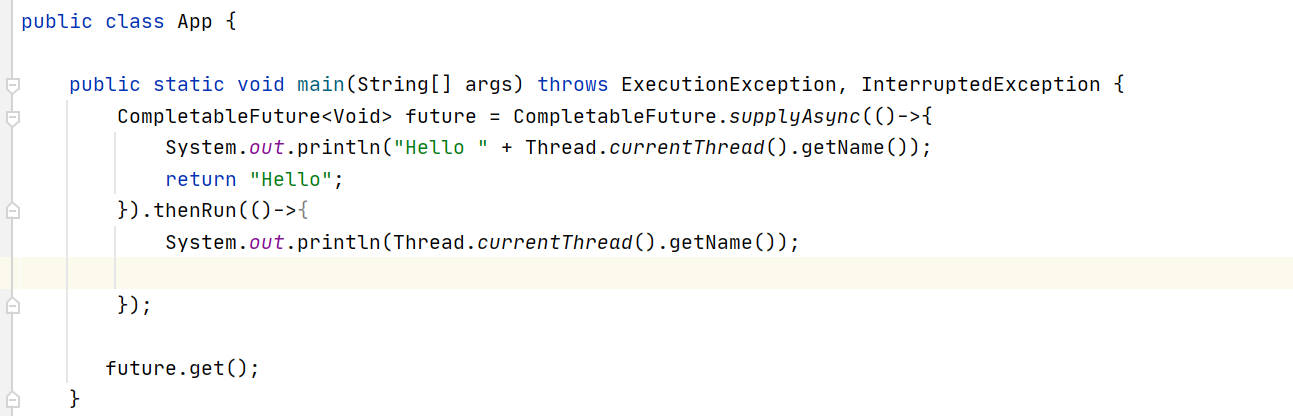 public class App {
    public static void main(String[] args) throws ExecutionException, InterruptedException {
        CompletableFuture<Void> future = CompletableFuture.supplyAsync(()->{
            System.out.println("Hello " + Thread.currentThread().getName());
            return "Hello";
        }).thenRun(()->{
            System.out.println(Thread.currentThread().getName());
        });
       future.get();
    }